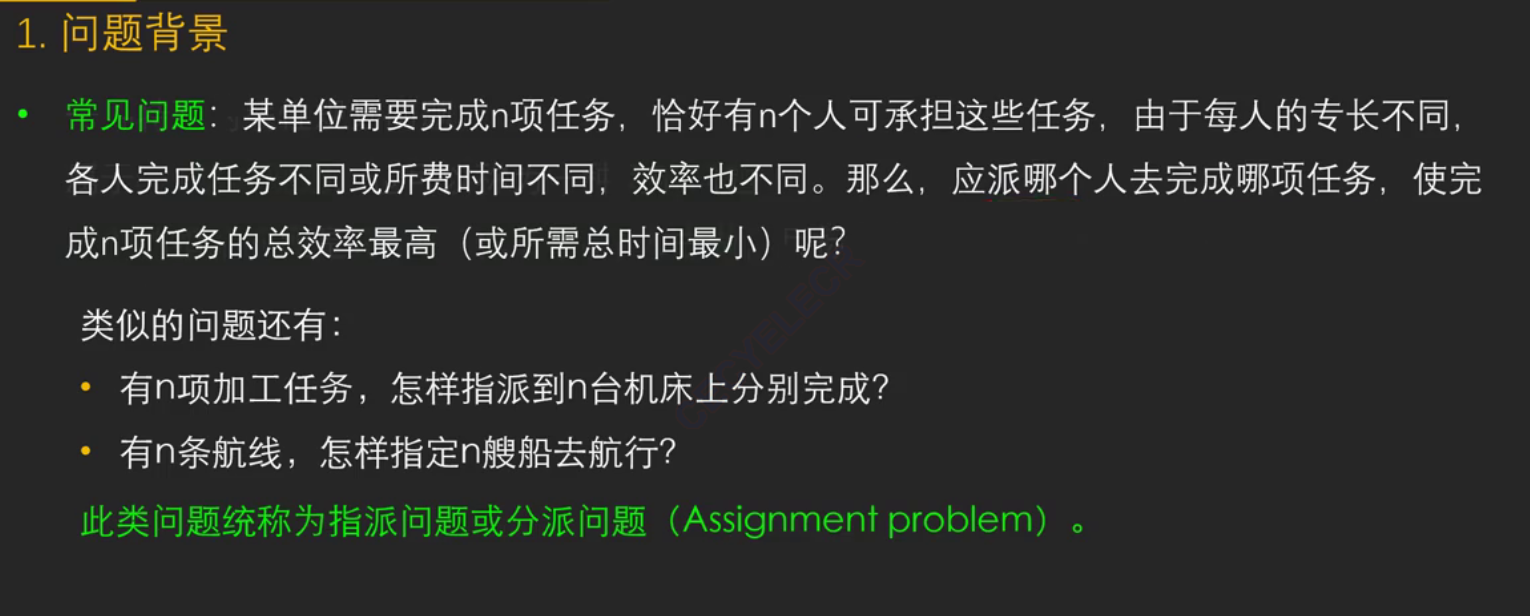 1. 问题背景
• 常见问题：某单位需要完成n项任务，恰好有n个人可承担这些任务，由于每人的专长不同，
各人完成任务不同或所费时间不同，效率也不同。那么，应派哪个人去完成哪项任务，使完
成n项任务的总效率最高（或所需总时间最小）呢？
类似的问题还有：
• 有n项加工任务，怎样指派到n台机床上分别完成？
• 有n条航线，怎样指定n艘船去航行？
此类问题统称为指派问题或分派问题（Assignment problem）。